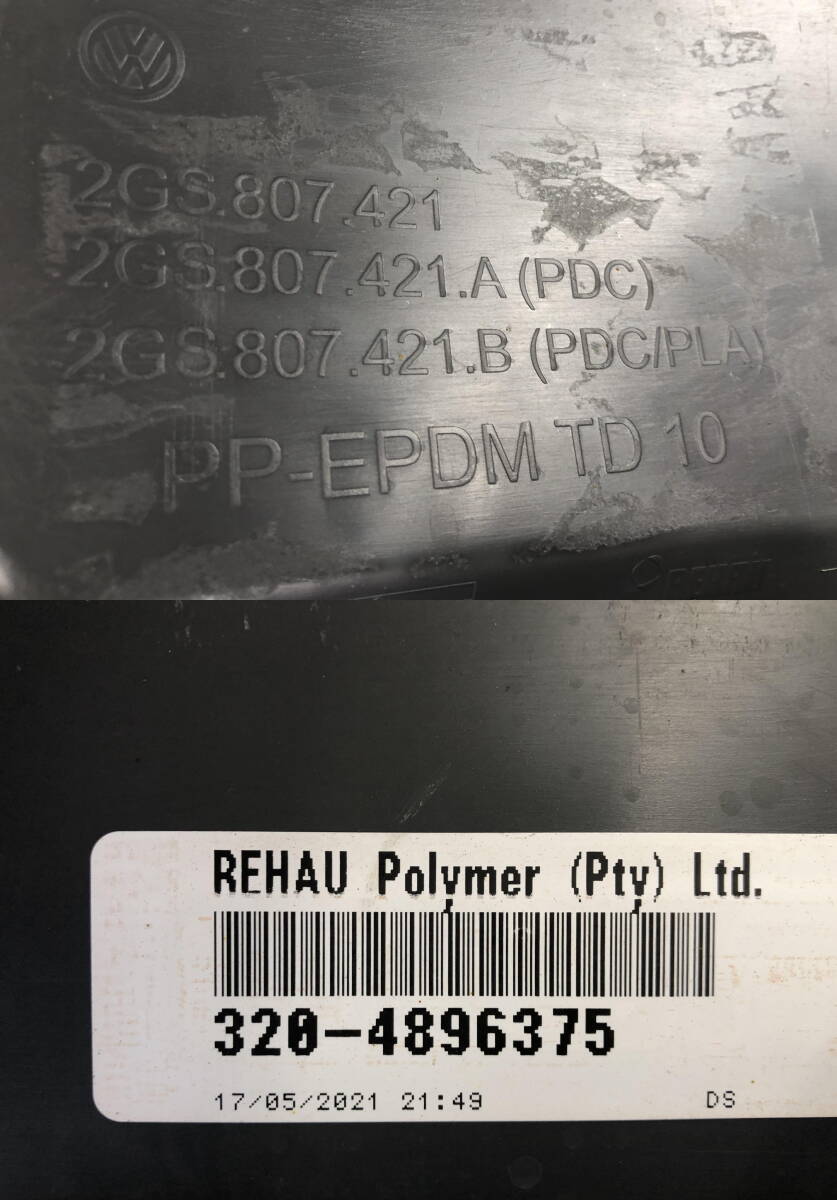 2GS.807.421
2GS.807.421.A (PDC)
2GS.807.421.B (PDC/PLA)
PP-EPDM TD 10
REHAU
REHAU Polymer (Pty) Ltd.
320-4896375
17/05/2021 21:49 DS